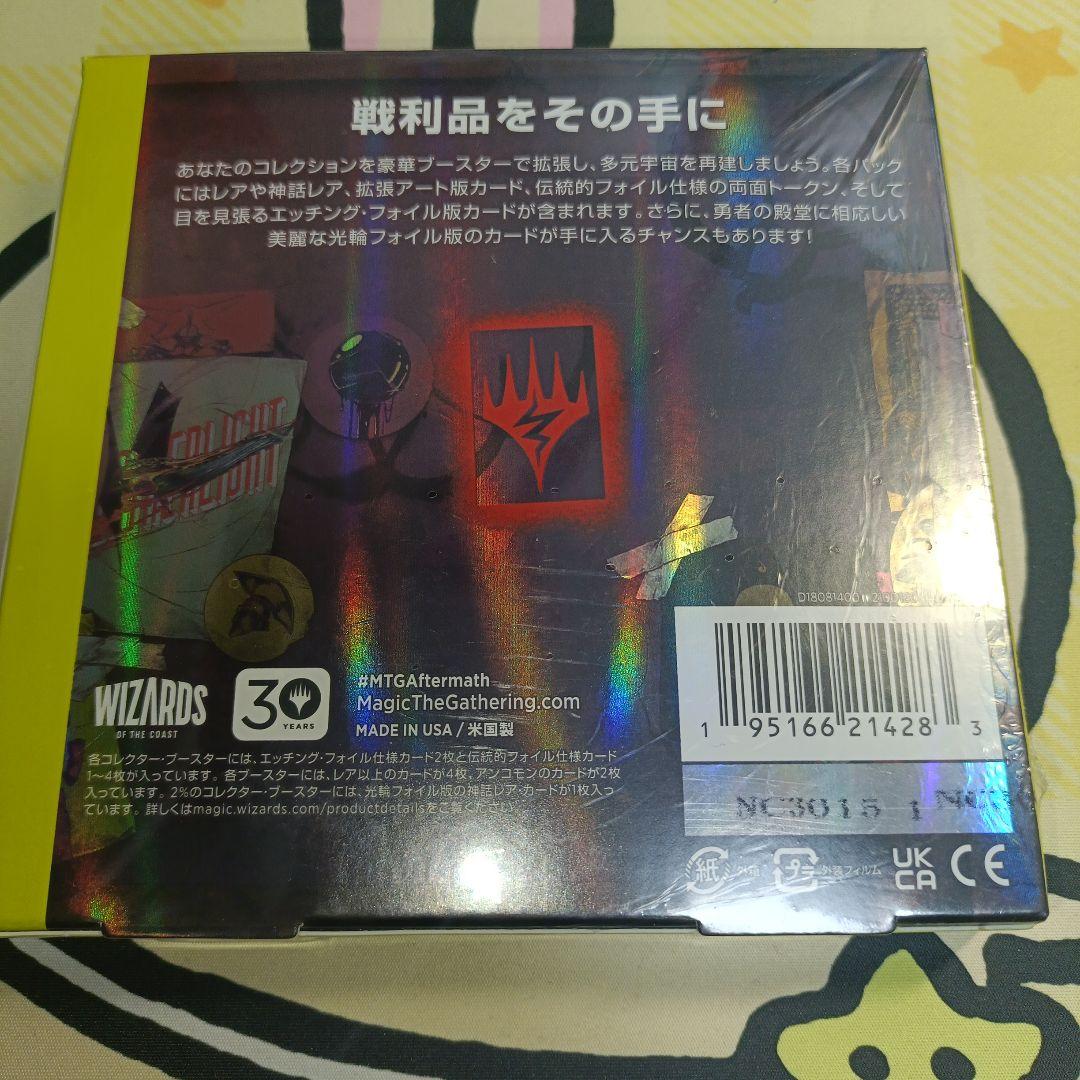 戦利品をその手に
あなたのコレクションを豪華ブースターで拡張し、多元宇宙を再建しましょう。各パック
にはレアや神話レア、拡張アート版カード、伝統的フォイル仕様の両面トークン、そして
目を見張るエッチング・フォイル版カードが含まれます。さらに、勇者の殿堂に相応しい
美麗な光輪フォイル版のカードが手に入るチャンスもあります!
D18081400
WIZARDS
OF THE COAST
30
YEARS
#MTGAftermath
MagicTheGathering.com
MADE IN USA / 米国製
各コレクター・ブースターには、エッチング・フォイル仕様カード2枚と伝統的フォイル仕様カード
1~4枚が入っています。各ブースターには、レア以上のカードが4枚、アンコモンのカードが2枚
入っています。2%のコレクター・ブースターには、光輪フォイル版の神話レア・カードが1枚入っ
ています。詳しくはmagic.wizards.com/productdetailsをご覧ください。
1 95166 21428 3
NC3015 1
紙 外箱
プラ 外装フィルム
UK
CA
CE